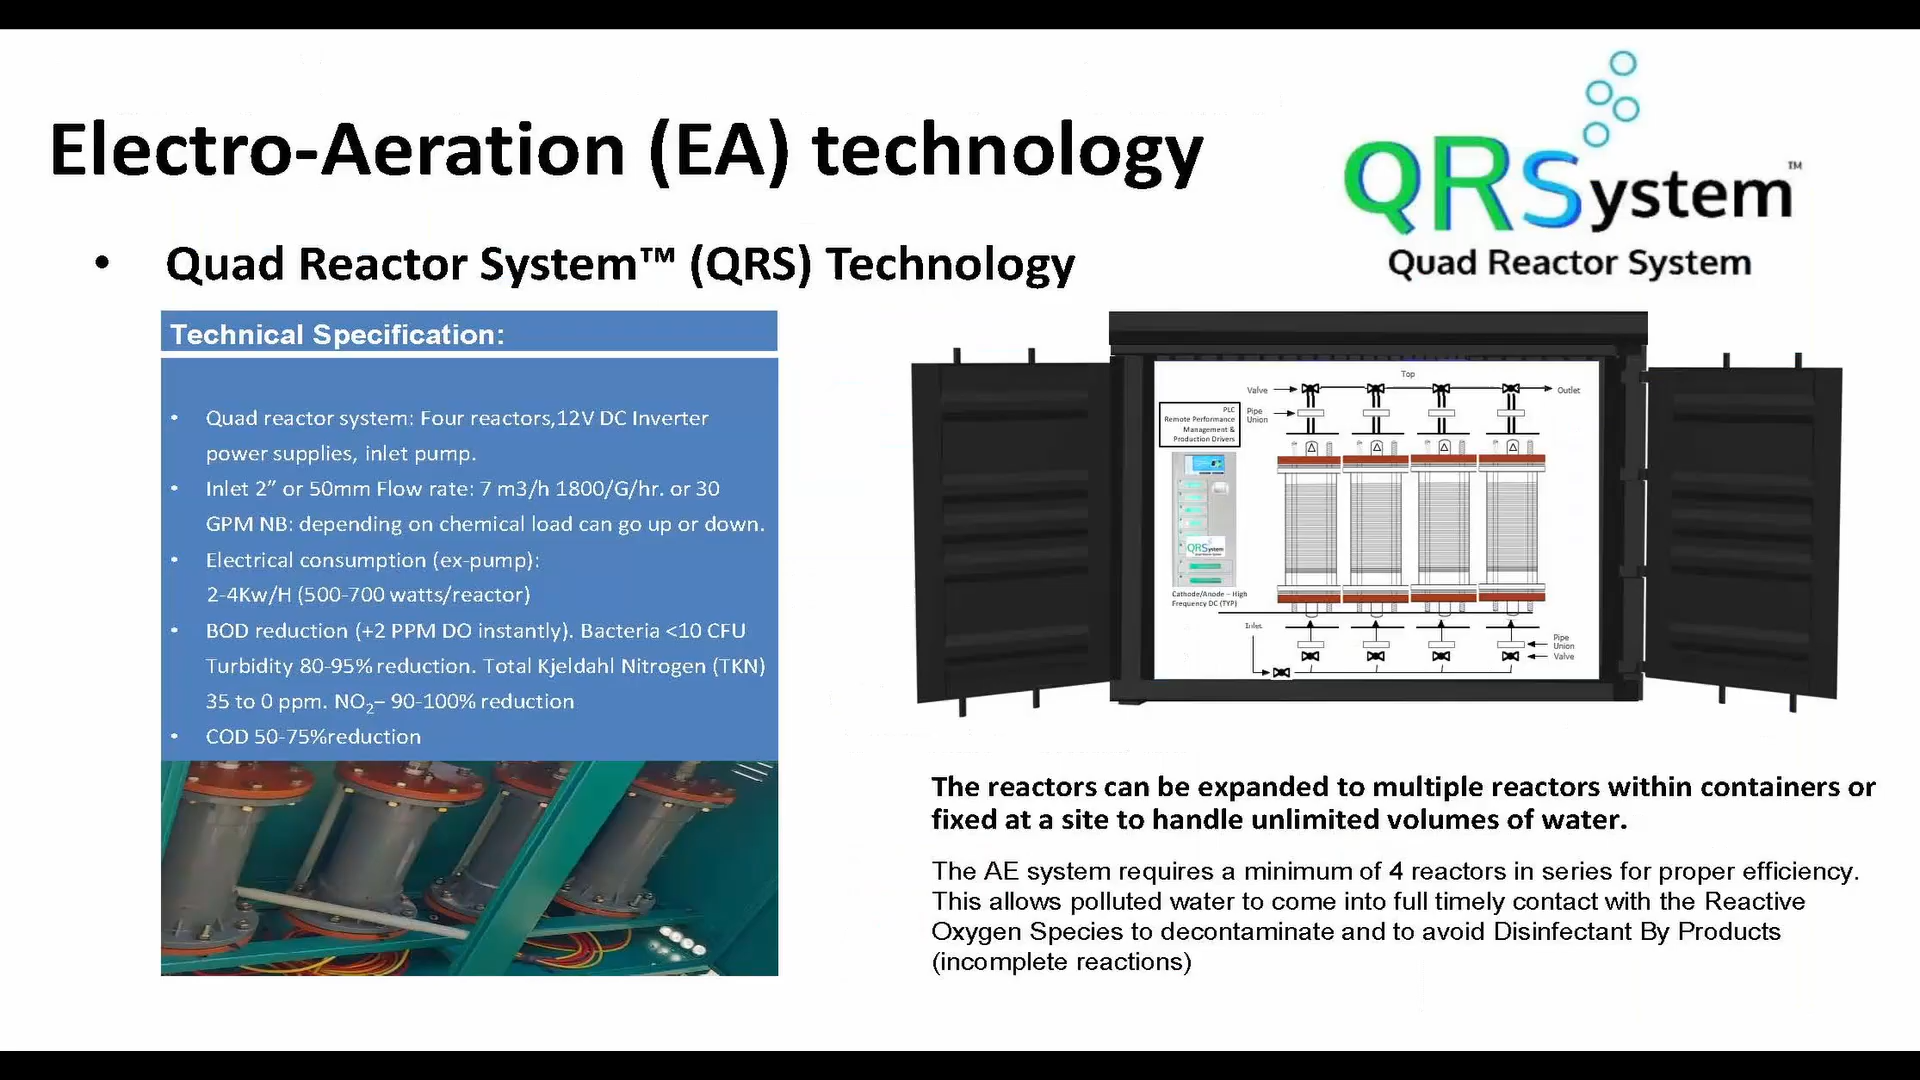 Electro-Aeration (EA) technology
QRSystem™
Quad Reactor System
• Quad Reactor System™ (QRS) Technology
Technical Specification:
• Quad reactor system: Four reactors,12V DC Inverter
power supplies, inlet pump.
• Inlet 2” or 50mm Flow rate: 7 m3/h 1800/G/hr. or 30
GPM NB: depending on chemical load can go up or down.
• Electrical consumption (ex-pump):
2-4Kw/H (500-700 watts/reactor)
• BOD reduction (+2 PPM DO instantly). Bacteria <10 CFU
Turbidity 80-95% reduction. Total Kjeldahl Nitrogen (TKN)
35 to 0 ppm. NO₂– 90-100% reduction
• COD 50-75%reduction
Top
Valve
Outlet
Pipe
Union
PLC
Remote Performance
Management &
Production Drivers
QRSystem
Quad Reactor System
Cathode/Anode – High
Frequency DC (TYP)
Inlet
Pipe
Union
Valve
The reactors can be expanded to multiple reactors within containers or
fixed at a site to handle unlimited volumes of water.
The AE system requires a minimum of 4 reactors in series for proper efficiency.
This allows polluted water to come into full timely contact with the Reactive
Oxygen Species to decontaminate and to avoid Disinfectant By Products
(incomplete reactions)